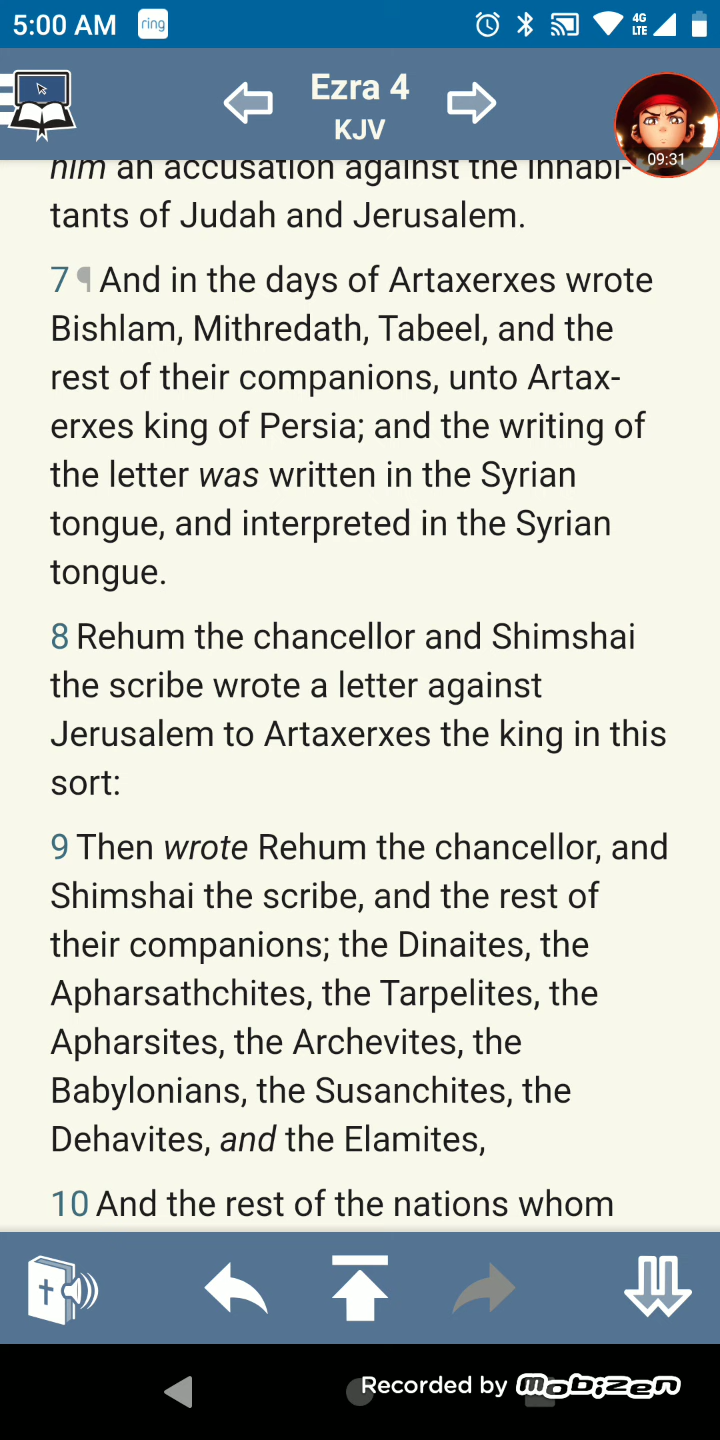 5:00 AM ring 4G LTE
Ezra 4
KJV
09:31
him an accusation against the inhabi-
tants of Judah and Jerusalem.
7 ¶ And in the days of Artaxerxes wrote
Bishlam, Mithredath, Tabeel, and the
rest of their companions, unto Artax-
erxes king of Persia; and the writing of
the letter was written in the Syrian
tongue, and interpreted in the Syrian
tongue.
8 Rehum the chancellor and Shimshai
the scribe wrote a letter against
Jerusalem to Artaxerxes the king in this
sort:
9 Then wrote Rehum the chancellor, and
Shimshai the scribe, and the rest of
their companions; the Dinaites, the
Apharsathchites, the Tarpelites, the
Apharsites, the Archevites, the
Babylonians, the Susanchites, the
Dehavites, and the Elamites,
10 And the rest of the nations whom
Recorded by mobizen